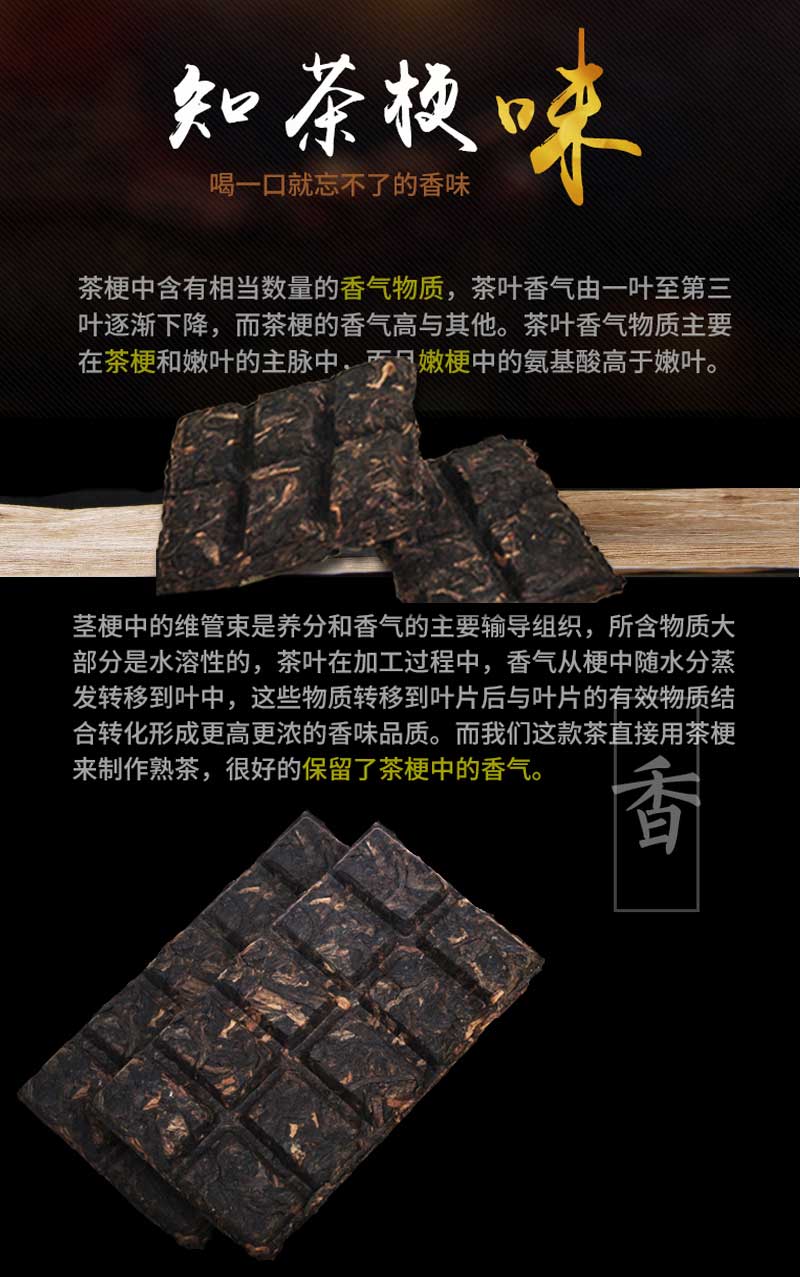 知茶梗味
喝一口就忘不了的香味
茶梗中含有相当数量的香气物质，茶叶香气由一叶至第三
叶逐渐下降，而茶梗的香气高与其他。茶叶香气物质主要
在茶梗和嫩叶的主脉中，而且嫩梗中的氨基酸高于嫩叶。
茎梗中的维管束是养分和香气的主要输导组织，所含物质大
部分是水溶性的，茶叶在加工过程中，香气从梗中随水分蒸
发转移到叶中，这些物质转移到叶片后与叶片的有效物质结
合转化形成更高更浓的香味品质。而我们这款茶直接用茶梗
来制作熟茶，很好的保留了茶梗中的香气。
香